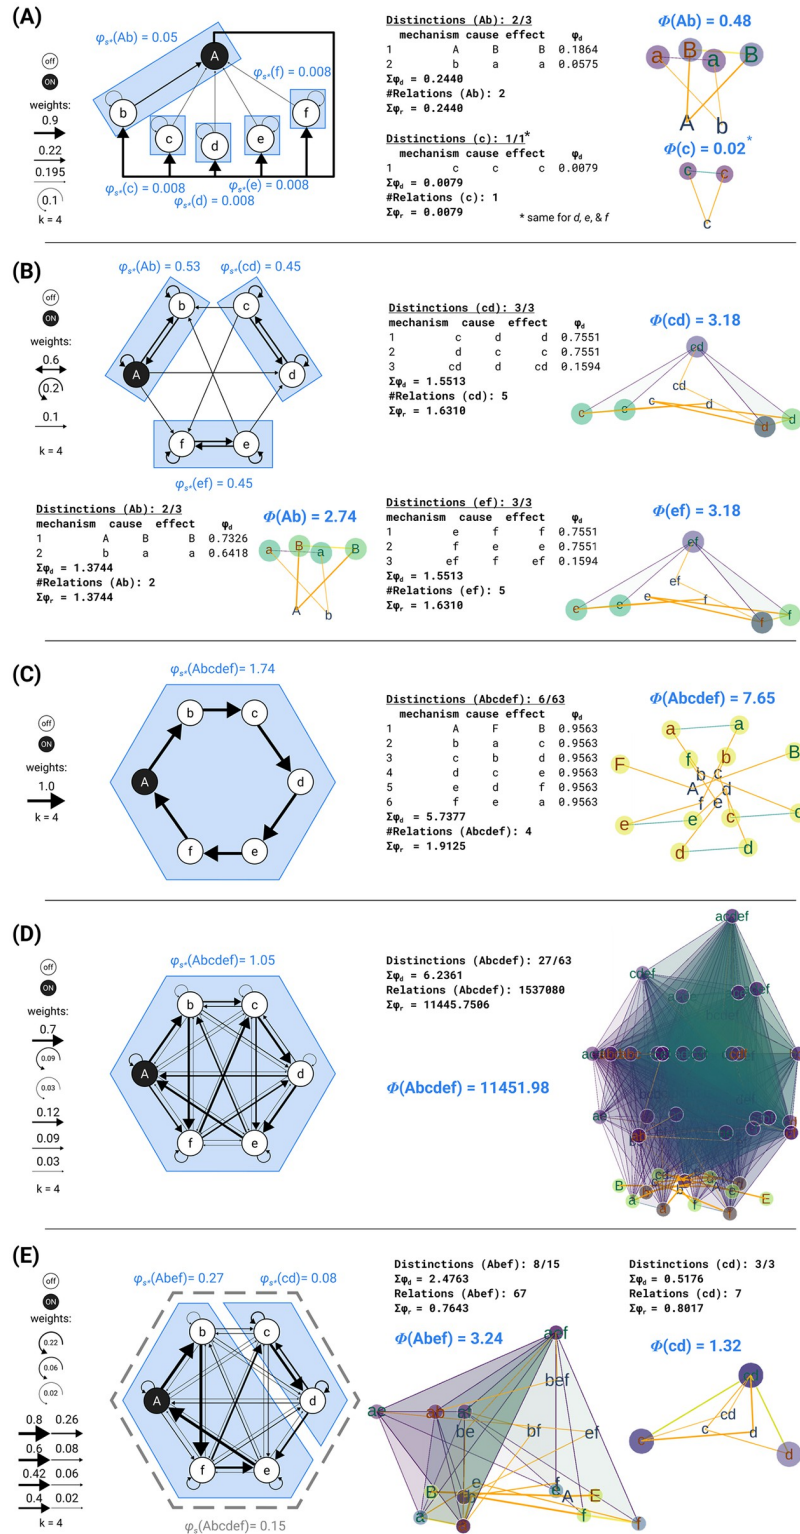 (A)
off
ON
weights:
0.9
0.22
0.195
0.1
k = 4
φs*(Ab) = 0.05
φs*(f) = 0.008
A
b
c
d
e
f
φs*(c) = 0.008
φs*(d) = 0.008
φs*(e) = 0.008
Distinctions (Ab): 2/3
mechanism cause effect φd
1 A B B 0.1864
2 b a a 0.0575
Σφd = 0.2440
#Relations (Ab): 2
Σφr = 0.2440
Distinctions (c): 1/1*
mechanism cause effect φd
1 c c c 0.0079
Σφd = 0.0079
#Relations (c): 1
Σφr = 0.0079
* same for d, e, & f
Φ(Ab) = 0.48
a B a B
A b
Φ(c) = 0.02*
c c
c
(B)
off
ON
weights:
0.6
0.2
0.1
k = 4
φs*(Ab) = 0.53
φs*(cd) = 0.45
b c
A d
f e
φs*(ef) = 0.45
Distinctions (cd): 3/3
mechanism cause effect φd
1 c d d 0.7551
2 d c c 0.7551
3 cd d cd 0.1594
Σφd = 1.5513
#Relations (cd): 5
Σφr = 1.6310
Φ(cd) = 3.18
cd
cd
c d
c c d d
Distinctions (Ab): 2/3
mechanism cause effect φd
1 A B B 0.7326
2 b a a 0.6418
Σφd = 1.3744
#Relations (Ab): 2
Σφr = 1.3744
Φ(Ab) = 2.74
a B a B
A b
Distinctions (ef): 3/3
mechanism cause effect φd
1 e f f 0.7551
2 f e e 0.7551
3 ef f ef 0.1594
Σφd = 1.5513
#Relations (ef): 5
Σφr = 1.6310
Φ(ef) = 3.18
ef
ef
e f
e e f f
(C)
off
ON
weights:
1.0
k = 4
φs*(Abcdef)= 1.74
b c
A d
f e
Distinctions (Abcdef): 6/63
mechanism cause effect φd
1 A F B 0.9563
2 b a c 0.9563
3 c b d 0.9563
4 d c e 0.9563
5 e d f 0.9563
6 f e a 0.9563
Σφd = 5.7377
#Relations (Abcdef): 4
Σφr = 1.9125
Φ(Abcdef) = 7.65
a a
f b B
F b c
A d
f e
e e c c
d d
(D)
off
ON
weights:
0.7
0.09
0.03
0.12
0.09
0.03
k = 4
φs*(Abcdef)= 1.05
b c
A d
f e
Distinctions (Abcdef): 27/63
Σφd = 6.2361
Relations (Abcdef): 1537080
Σφr = 11445.7506
Φ(Abcdef) = 11451.98
acdef
cdef
B
a
a
f
f
E
(E)
off
ON
weights:
0.22
0.06
0.02
0.8 0.26
0.6 0.08
0.42 0.06
0.4 0.02
k = 4
φs*(Abef)= 0.27
φs*(cd)= 0.08
b c
A d
f e
φs(Abcdef)= 0.15
Distinctions (Abef): 8/15
Σφd = 2.4763
Relations (Abef): 67
Σφr = 0.7643
Φ(Abef) = 3.24
bef
be bf ef
B e f A E
a f f
Distinctions (cd): 3/3
Σφd = 0.5176
Relations (cd): 7
Σφr = 0.8017
Φ(cd) = 1.32
cd
c d
c d